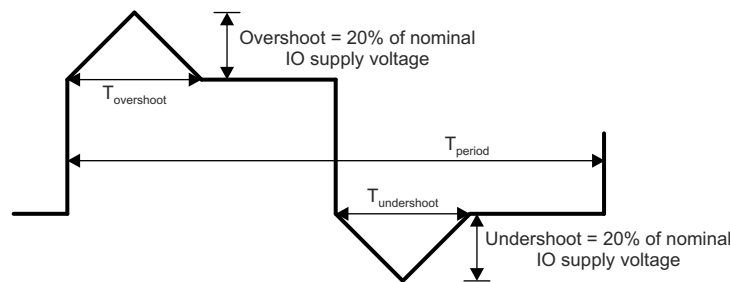 Overshoot = 20% of nominal
IO supply voltage
Tovershoot
Tperiod
Tundershoot
Undershoot = 20% of nominal
IO supply voltage